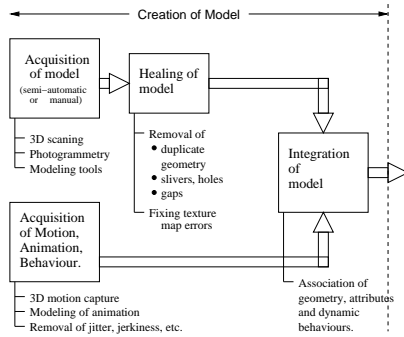 Creation of Model
Acquisition
of model
(semi-automatic
or manual)
3D scaning
Photogrammetry
Modeling tools
Healing of
model
Removal of
• duplicate
geometry
• slivers, holes
• gaps
Fixing texture
map errors
Integration
of
model
Association of
geometry, attributes
and dynamic
behaviours.
Acquisition
of Motion,
Animation,
Behaviour.
3D motion capture
Modeling of animation
Removal of jitter, jerkiness, etc.